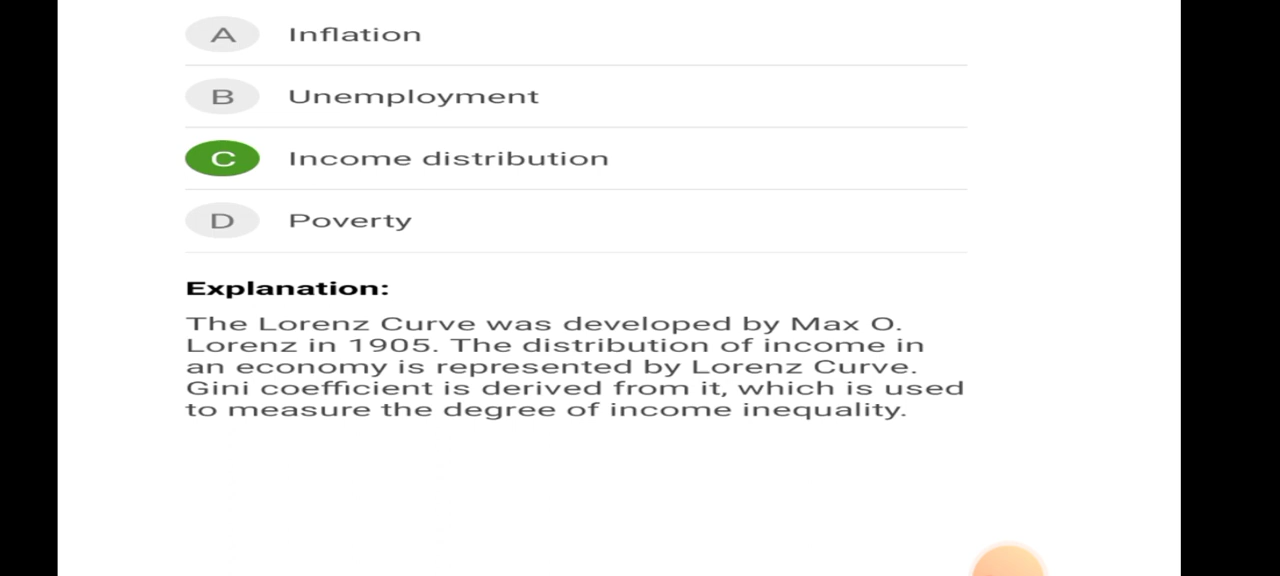 A Inflation
B Unemployment
C Income distribution
D Poverty
Explanation:
The Lorenz Curve was developed by Max O.
Lorenz in 1905. The distribution of income in
an economy is represented by Lorenz Curve.
Gini coefficient is derived from it, which is used
to measure the degree of income inequality.